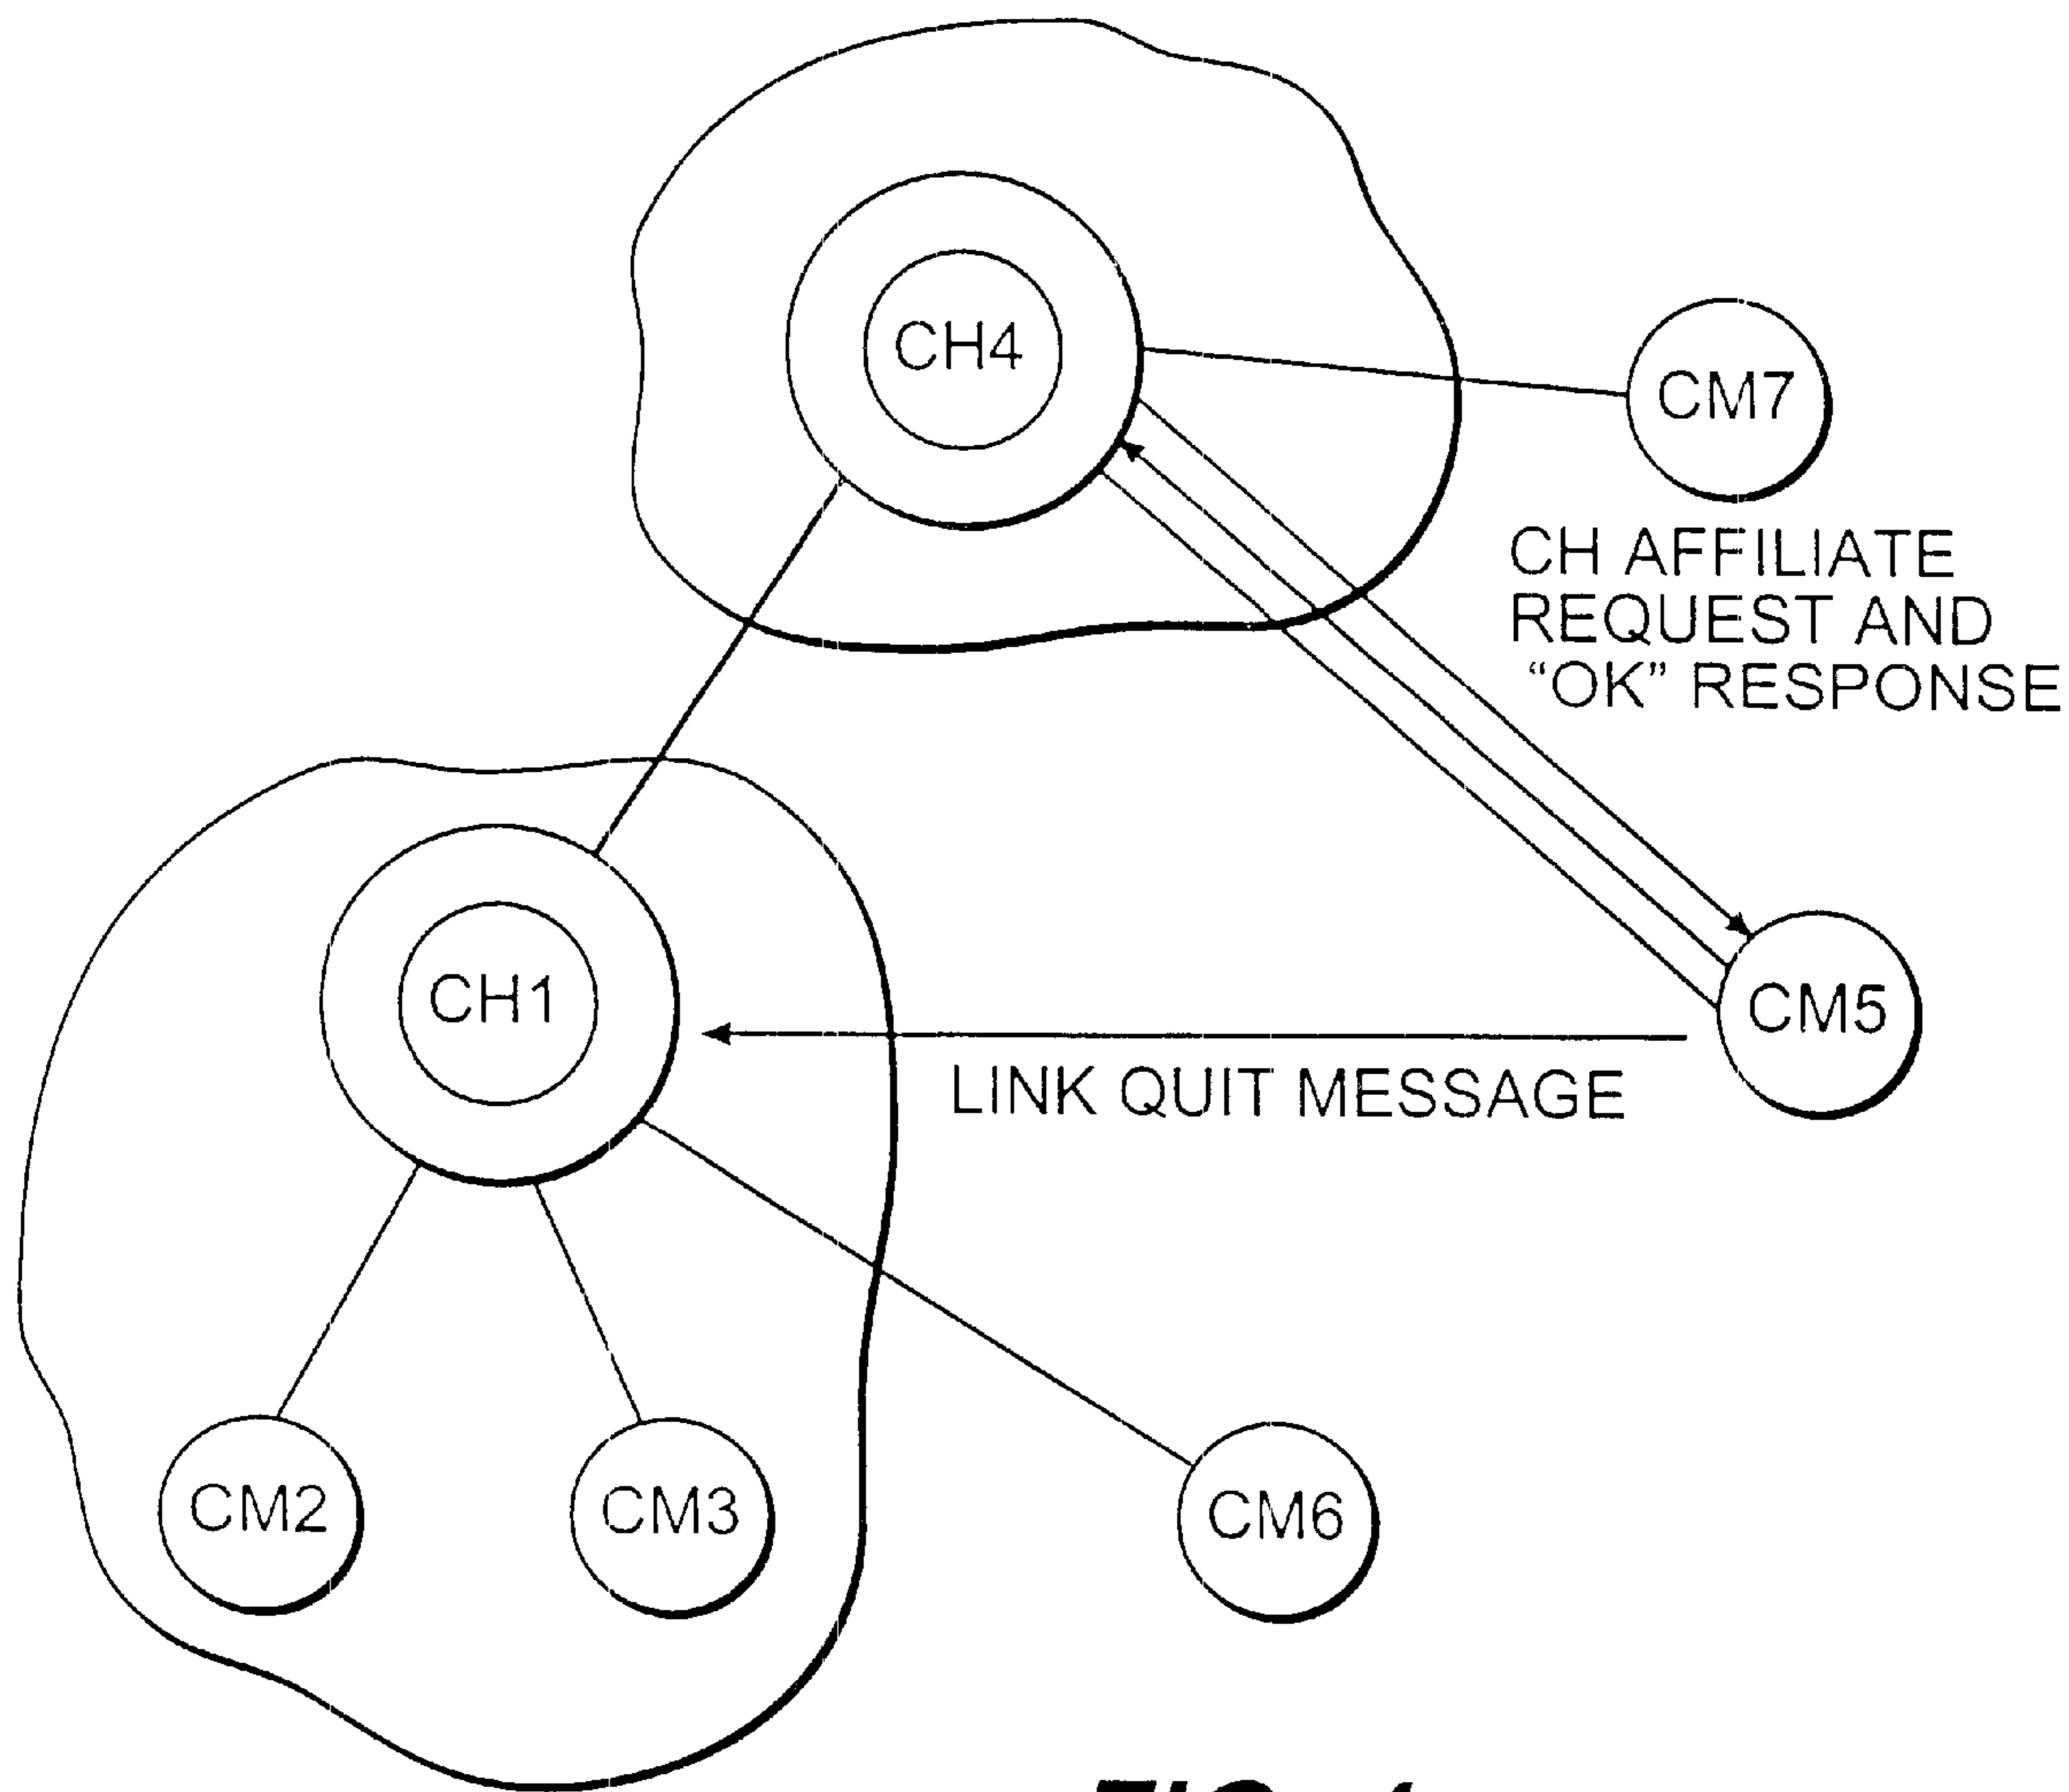 CH4
CM7
CH AFFILIATE
REQUEST AND
“OK” RESPONSE
CH1
CM5
LINK QUIT MESSAGE
CM2
CM3
CM6